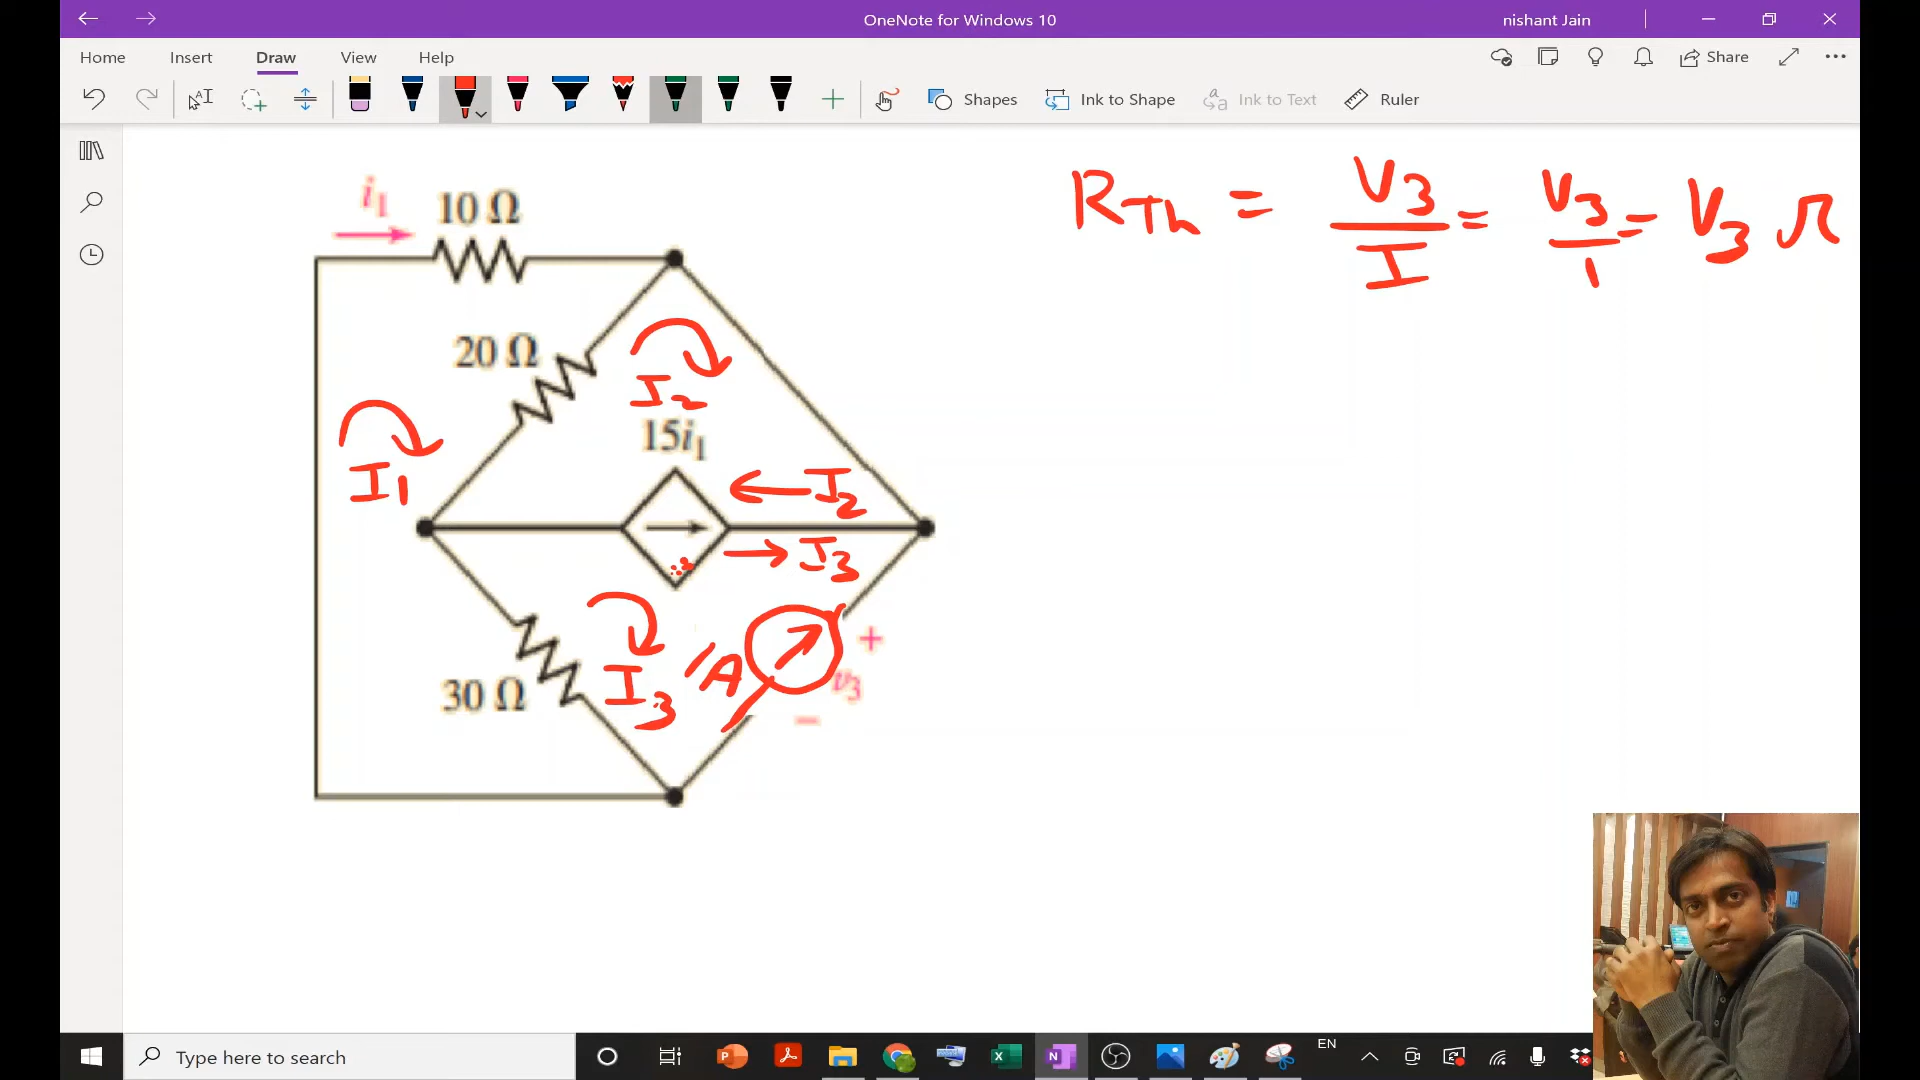 OneNote for Windows 10
nishant Jain
Home Insert Draw View Help
Share
Shapes Ink to Shape Ink to Text Ruler
i₁
10 Ω
R_Th = V₃/I = V₃/1 = V₃ Ω
20 Ω
I₂
15i₁
I₁
I₂
I₃
30 Ω
I₃
1A
+
v₃
−
Type here to search
EN